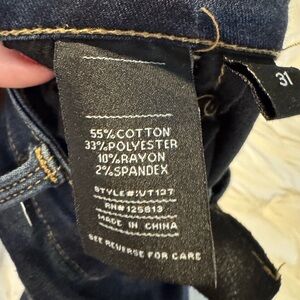 55%COTTON
33%POLYESTER
10%RAYON
2%SPANDEX
STYLE#:VT137
RN#125813
MADE IN CHINA
SEE REVERSE FOR CARE
31